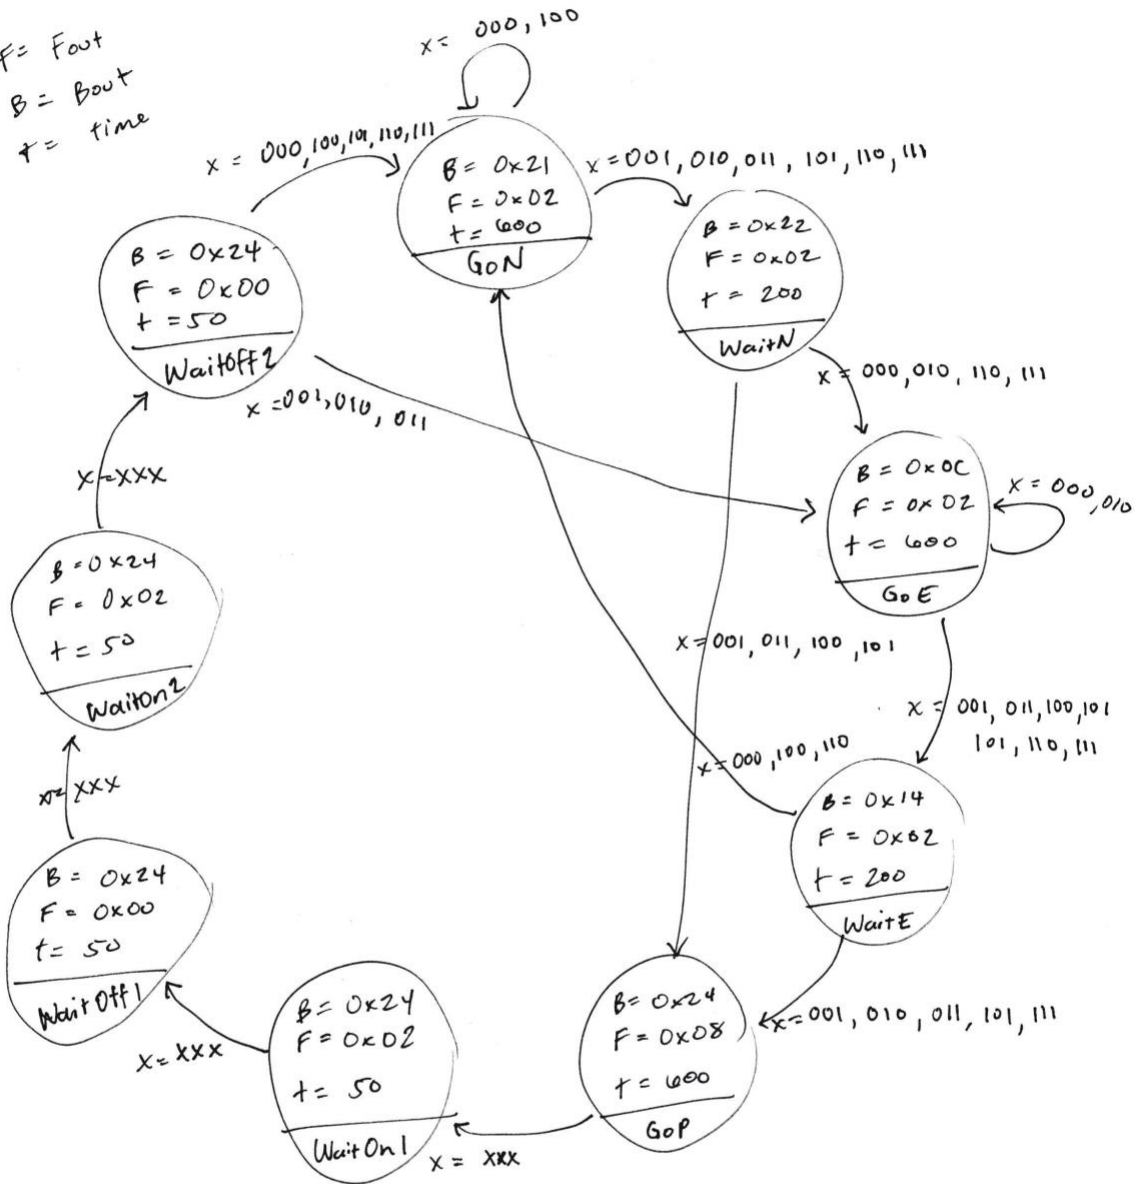 F= Fout
B = Bout
t = time
x = 000, 100
x = 000,100,101,110,111
B = 0x21
F = 0x02
t = 600
GoN
x = 001, 010, 011, 101, 110, 111
B = 0x22
F = 0x02
t = 200
WaitN
B = 0x24
F = 0x00
t = 50
WaitOff2
x = 001, 010, 011
x = 000, 010, 110, 111
B = 0x0C
F = 0x02
t = 600
GoE
x = 000, 010
x = xxx
B = 0x24
F = 0x02
t = 50
WaitOn2
x = 001, 011, 100, 101
x = 001, 011, 100, 101
101, 110, 111
x = 000, 100, 110
B = 0x14
F = 0x02
t = 200
WaitE
x = xxx
B = 0x24
F = 0x00
t = 50
WaitOff1
x = xxx
B = 0x24
F = 0x02
t = 50
WaitOn1
x = xxx
B = 0x24
F = 0x08
t = 600
GoP
x = 001, 010, 011, 101, 111